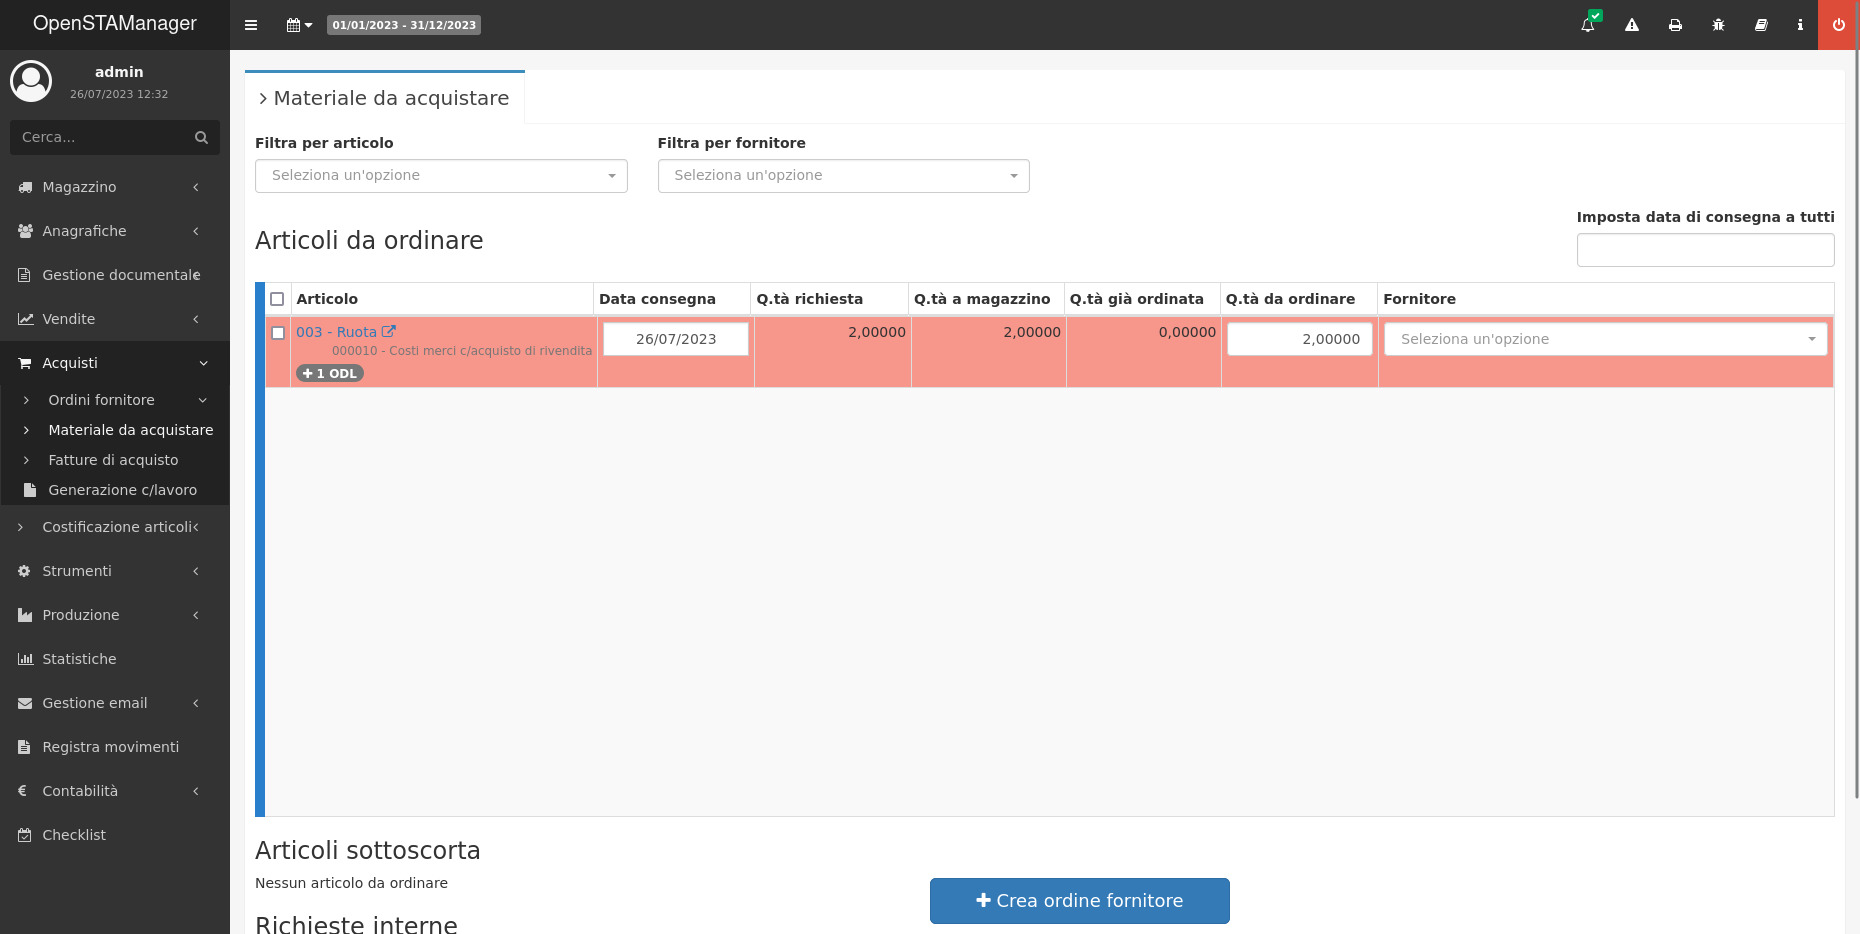 OpenSTAManager
01/01/2023 - 31/12/2023
admin
26/07/2023 12:32
Cerca...
Magazzino
Anagrafiche
Gestione documentale
Vendite
Acquisti
Ordini fornitore
Materiale da acquistare
Fatture di acquisto
Generazione c/lavoro
Costificazione articoli
Strumenti
Produzione
Statistiche
Gestione email
Registra movimenti
Contabilità
Checklist
Materiale da acquistare
Filtra per articolo Filtra per fornitore
Seleziona un'opzione Seleziona un'opzione
Imposta data di consegna a tutti
Articoli da ordinare
Articolo Data consegna Q.tà richiesta Q.tà a magazzino Q.tà già ordinata Q.tà da ordinare Fornitore
003 - Ruota 26/07/2023 2,00000 2,00000 0,00000 2,00000 Seleziona un'opzione
000010 - Costi merci c/acquisto di rivendita
+ 1 ODL
Articoli sottoscorta
Nessun articolo da ordinare
+ Crea ordine fornitore
Richieste interne